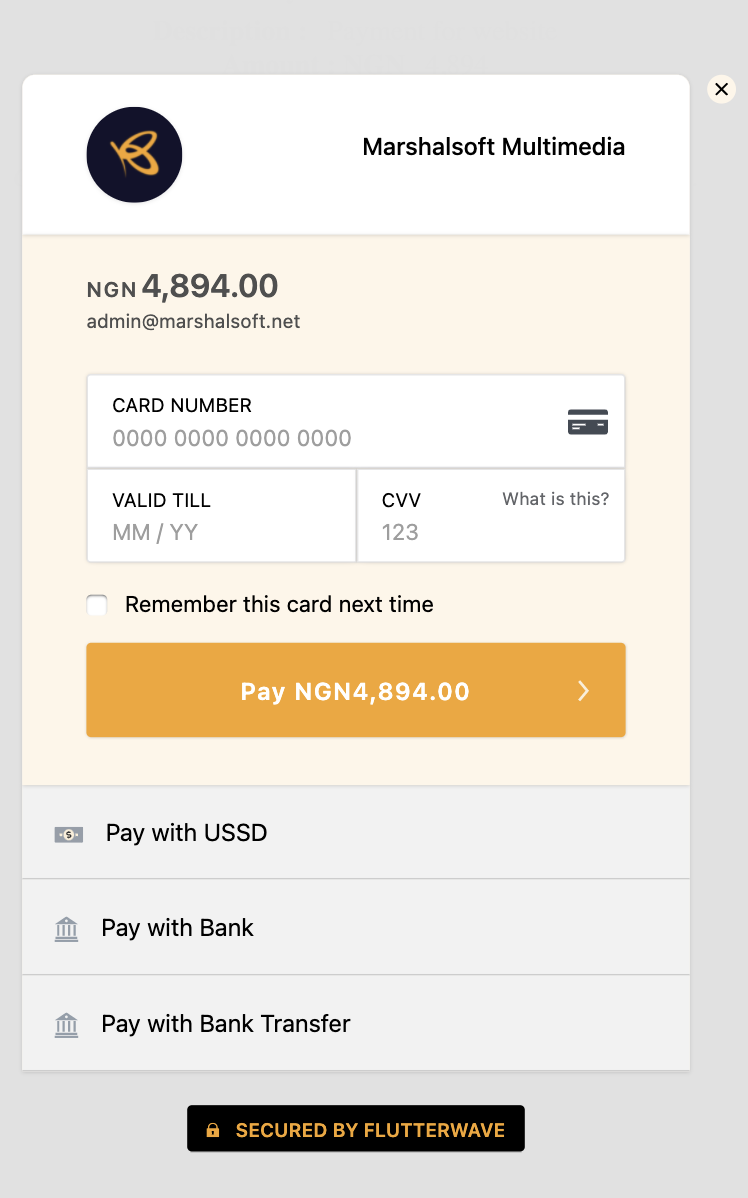 Marshalsoft Multimedia
NGN 4,894.00
admin@marshalsoft.net
CARD NUMBER
0000 0000 0000 0000
VALID TILL
MM / YY
CVV
What is this?
123
Remember this card next time
Pay NGN4,894.00
Pay with USSD
Pay with Bank
Pay with Bank Transfer
SECURED BY FLUTTERWAVE